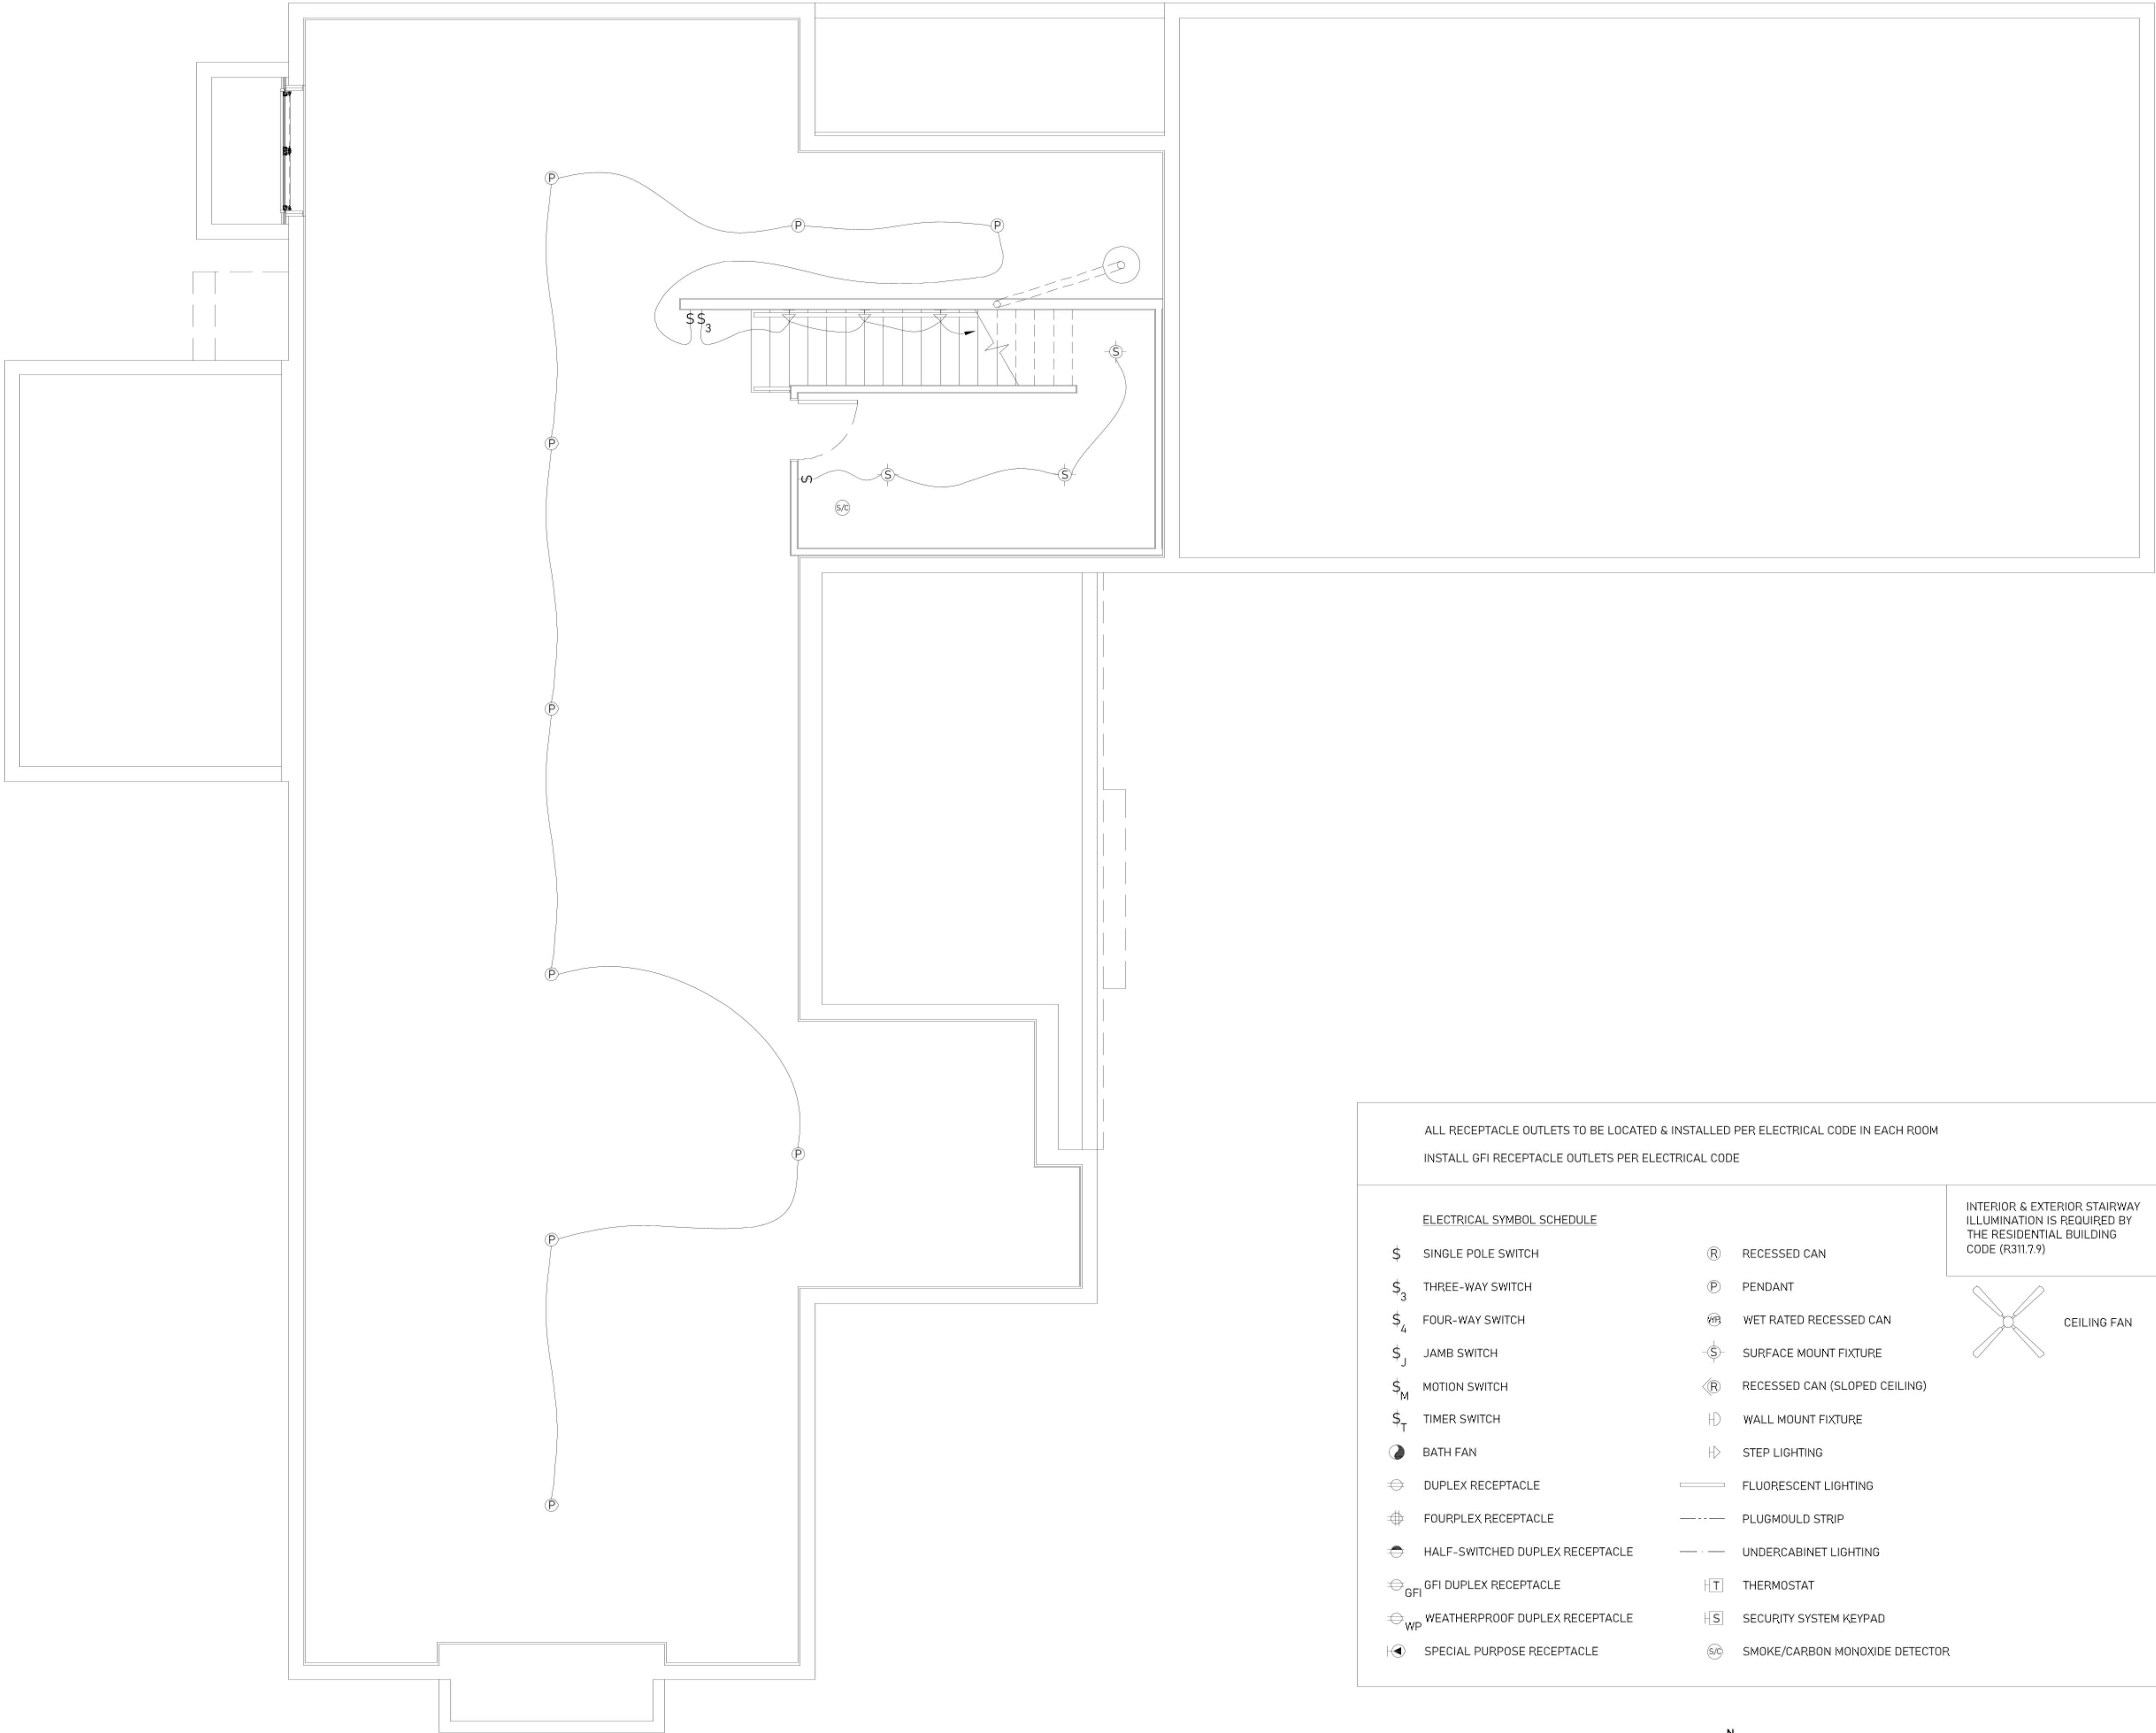 P
P
P
$ $3
S
P
S
S
$
S/C
P
P
P
P
P
ALL RECEPTACLE OUTLETS TO BE LOCATED & INSTALLED PER ELECTRICAL CODE IN EACH ROOM
INSTALL GFI RECEPTACLE OUTLETS PER ELECTRICAL CODE
INTERIOR & EXTERIOR STAIRWAY
ILLUMINATION IS REQUIRED BY
THE RESIDENTIAL BUILDING
CODE (R311.7.9)
ELECTRICAL SYMBOL SCHEDULE
$ SINGLE POLE SWITCH
$3 THREE-WAY SWITCH
$4 FOUR-WAY SWITCH
$J JAMB SWITCH
$M MOTION SWITCH
$T TIMER SWITCH
BATH FAN
DUPLEX RECEPTACLE
FOURPLEX RECEPTACLE
HALF-SWITCHED DUPLEX RECEPTACLE
GFI GFI DUPLEX RECEPTACLE
WP WEATHERPROOF DUPLEX RECEPTACLE
SPECIAL PURPOSE RECEPTACLE
R RECESSED CAN
P PENDANT
WR WET RATED RECESSED CAN
S SURFACE MOUNT FIXTURE
R RECESSED CAN (SLOPED CEILING)
WALL MOUNT FIXTURE
STEP LIGHTING
FLUORESCENT LIGHTING
PLUGMOULD STRIP
UNDERCABINET LIGHTING
T THERMOSTAT
S SECURITY SYSTEM KEYPAD
S/C SMOKE/CARBON MONOXIDE DETECTOR
CEILING FAN
N